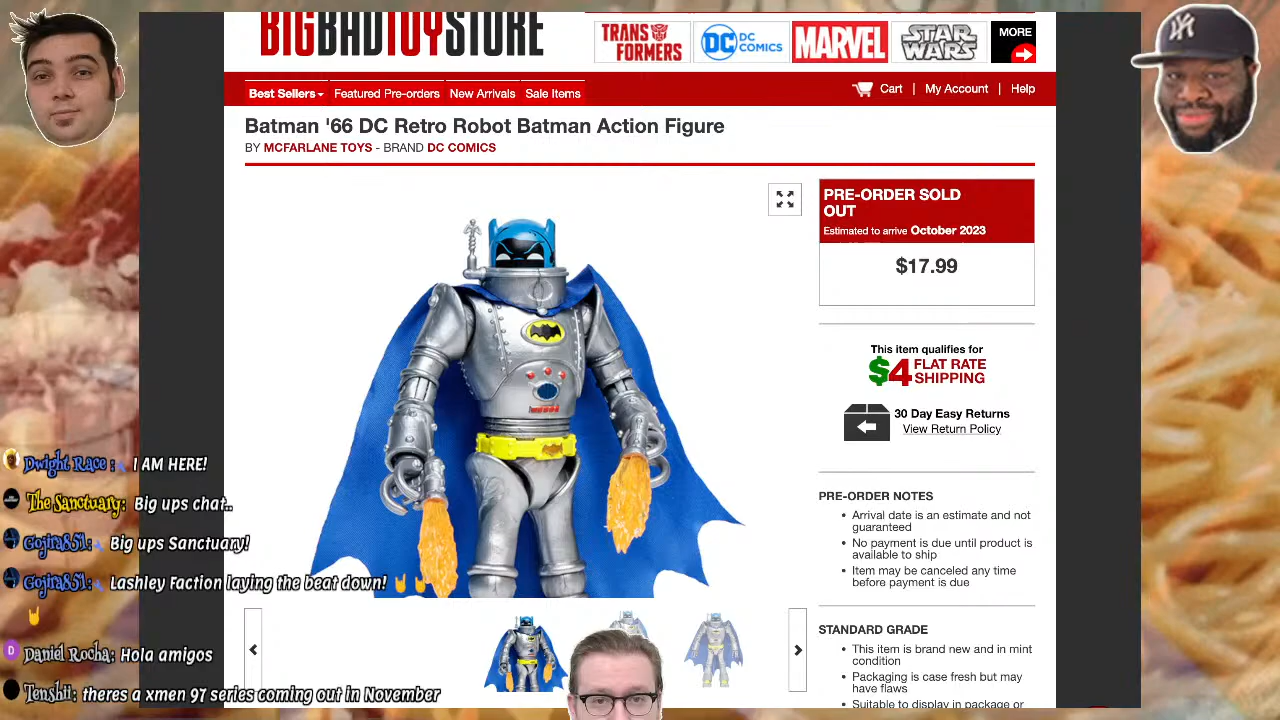 BIGBADTOYSTORE
TRANS
FORMERS
DC
DC
COMICS
MARVEL
STAR
WARS
MORE
Best Sellers
Featured Pre-orders
New Arrivals
Sale Items
Cart | My Account | Help
Batman '66 DC Retro Robot Batman Action Figure
BY MCFARLANE TOYS - BRAND DC COMICS
PRE-ORDER SOLD
OUT
Estimated to arrive October 2023
$17.99
This item qualifies for
$4 FLAT RATE
SHIPPING
30 Day Easy Returns
View Return Policy
PRE-ORDER NOTES
• Arrival date is an estimate and not
guaranteed
• No payment is due until product is
available to ship
• Item may be canceled any time
before payment is due
STANDARD GRADE
• This item is brand new and in mint
condition
• Packaging is case fresh but may
have flaws
• Suitable to display in package or
Dwight Race: I AM HERE!
The Sanctuary: Big ups chat..
Gojira851: Big ups Sanctuary!
Gojira851: Lashley Faction laying the beat down! 🤘🤘
🤘
D
Daniel Rocha: Hola amigos
Tenshii: theres a xmen 97 series coming out in November